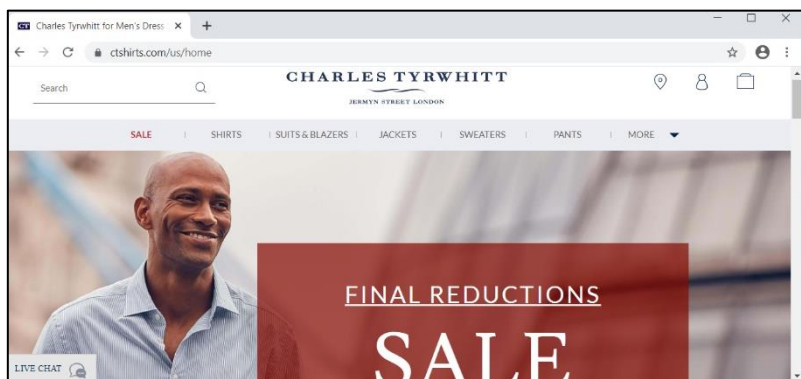 CT Charles Tyrwhitt for Men's Dress
ctshirts.com/us/home
Search
CHARLES TYRWHITT
JERMYN STREET LONDON
SALE SHIRTS SUITS & BLAZERS JACKETS SWEATERS PANTS MORE
FINAL REDUCTIONS
SALE
LIVE CHAT